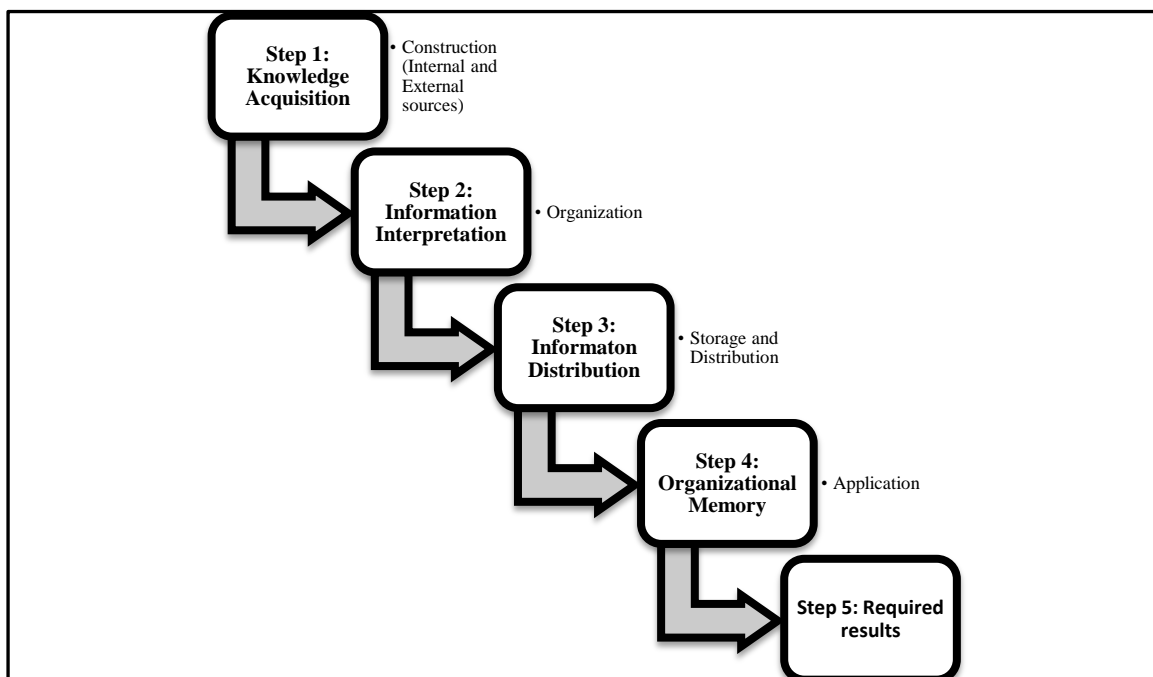 Step 1:
Knowledge
Acquisition
• Construction
(Internal and
External
sources)
Step 2:
Information
Interpretation
• Organization
Step 3:
Informaton
Distribution
• Storage and
Distribution
Step 4:
Organizational
Memory
• Application
Step 5: Required
results